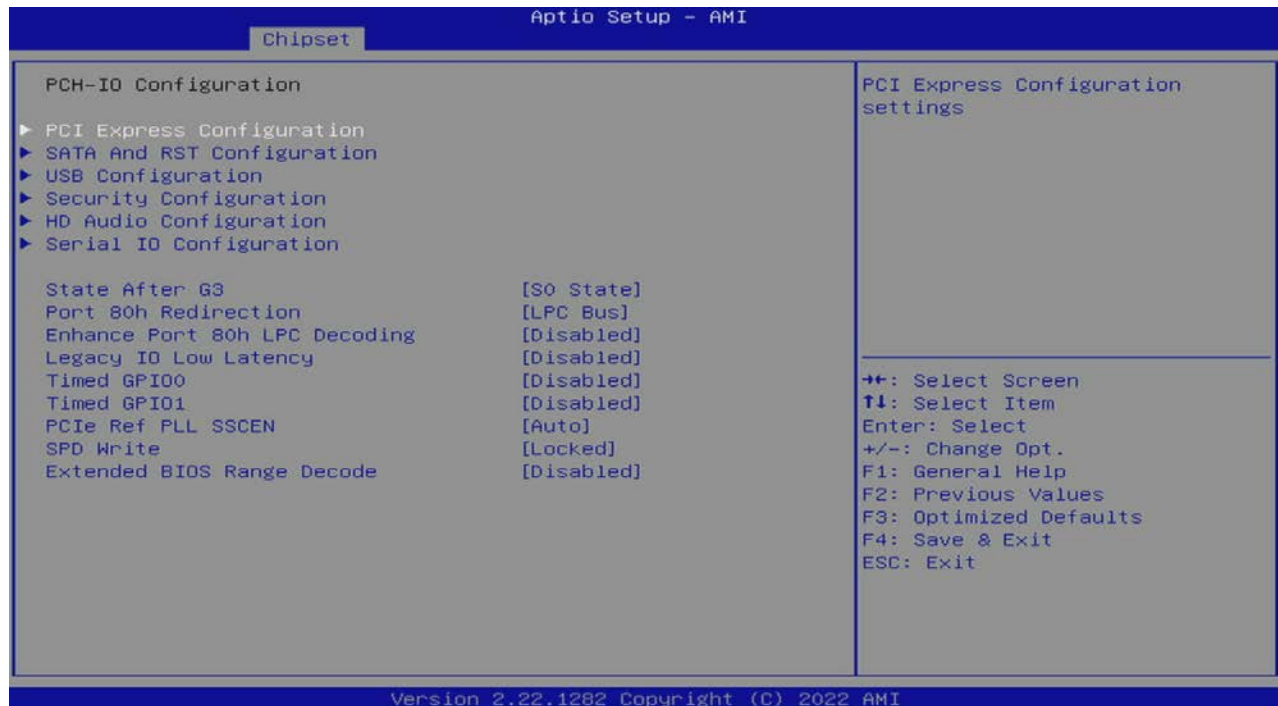 Aptio Setup – AMI
Chipset
PCH-IO Configuration
▶ PCI Express Configuration
▶ SATA And RST Configuration
▶ USB Configuration
▶ Security Configuration
▶ HD Audio Configuration
▶ Serial IO Configuration
State After G3 [S0 State]
Port 80h Redirection [LPC Bus]
Enhance Port 80h LPC Decoding [Disabled]
Legacy IO Low Latency [Disabled]
Timed GPIO0 [Disabled]
Timed GPIO1 [Disabled]
PCIe Ref PLL SSCEN [Auto]
SPD Write [Locked]
Extended BIOS Range Decode [Disabled]
PCI Express Configuration
settings
→←: Select Screen
↑↓: Select Item
Enter: Select
+/-: Change Opt.
F1: General Help
F2: Previous Values
F3: Optimized Defaults
F4: Save & Exit
ESC: Exit
Version 2.22.1282 Copyright (C) 2022 AMI